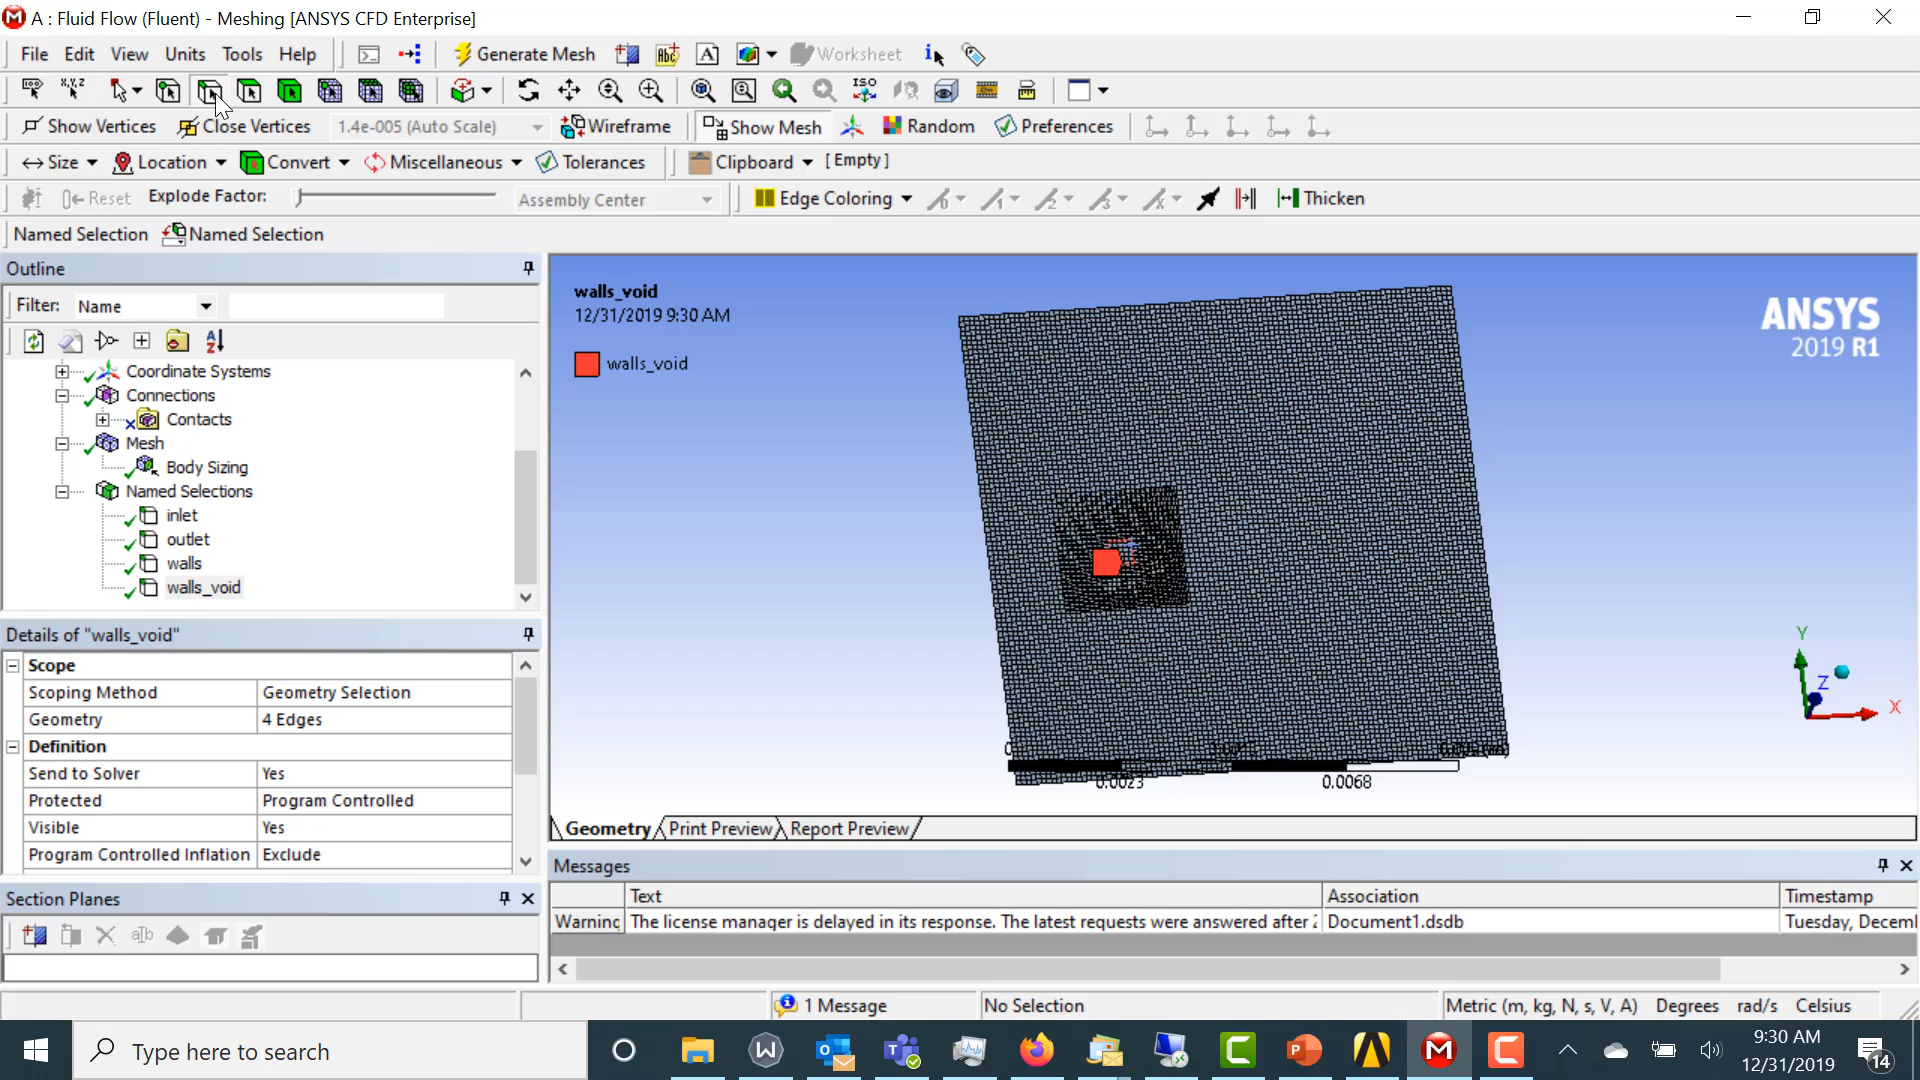 A : Fluid Flow (Fluent) - Meshing [ANSYS CFD Enterprise]
File Edit View Units Tools Help Generate Mesh Worksheet
Show Vertices Close Vertices 1.4e-005 (Auto Scale) Wireframe Show Mesh Random Preferences
Size Location Convert Miscellaneous Tolerances Clipboard [ Empty ]
Reset Explode Factor: Assembly Center Edge Coloring Thicken
Named Selection Named Selection
Outline
Filter: Name
Coordinate Systems
Connections
Contacts
Mesh
Body Sizing
Named Selections
inlet
outlet
walls
walls_void
Details of "walls_void"
Scope
Scoping Method Geometry Selection
Geometry 4 Edges
Definition
Send to Solver Yes
Protected Program Controlled
Visible Yes
Program Controlled Inflation Exclude
Section Planes
walls_void
12/31/2019 9:30 AM
walls_void
ANSYS
2019 R1
Y
Z
X
0.0023 0.0068
Geometry Print Preview Report Preview
Messages
Text Association Timestamp
Warning The license manager is delayed in its response. The latest requests were answered after Document1.dsdb Tuesday, Decem
1 Message No Selection Metric (m, kg, N, s, V, A) Degrees rad/s Celsius
Type here to search
9:30 AM
12/31/2019
14